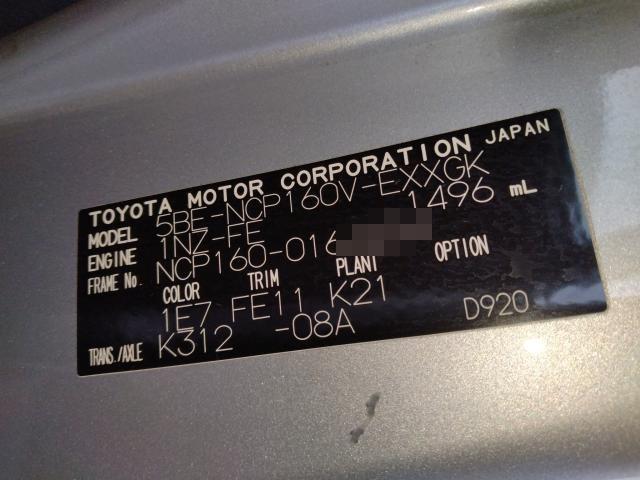 TOYOTA MOTOR CORPORATION JAPAN
MODEL 5BE-NCP160V-EXXGK
ENGINE 1NZ-FE 1496 mL
FRAME No. NCP160-016
COLOR TRIM PLANT OPTION
1E7 FE11 K21
TRANS./AXLE K312 -08A D920